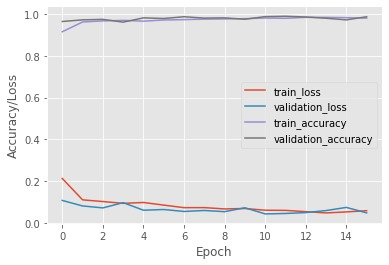 1.0
0.8
0.6
0.4
0.2
0.0
Accuracy/Loss
train_loss
validation_loss
train_accuracy
validation_accuracy
0 2 4 6 8 10 12 14
Epoch